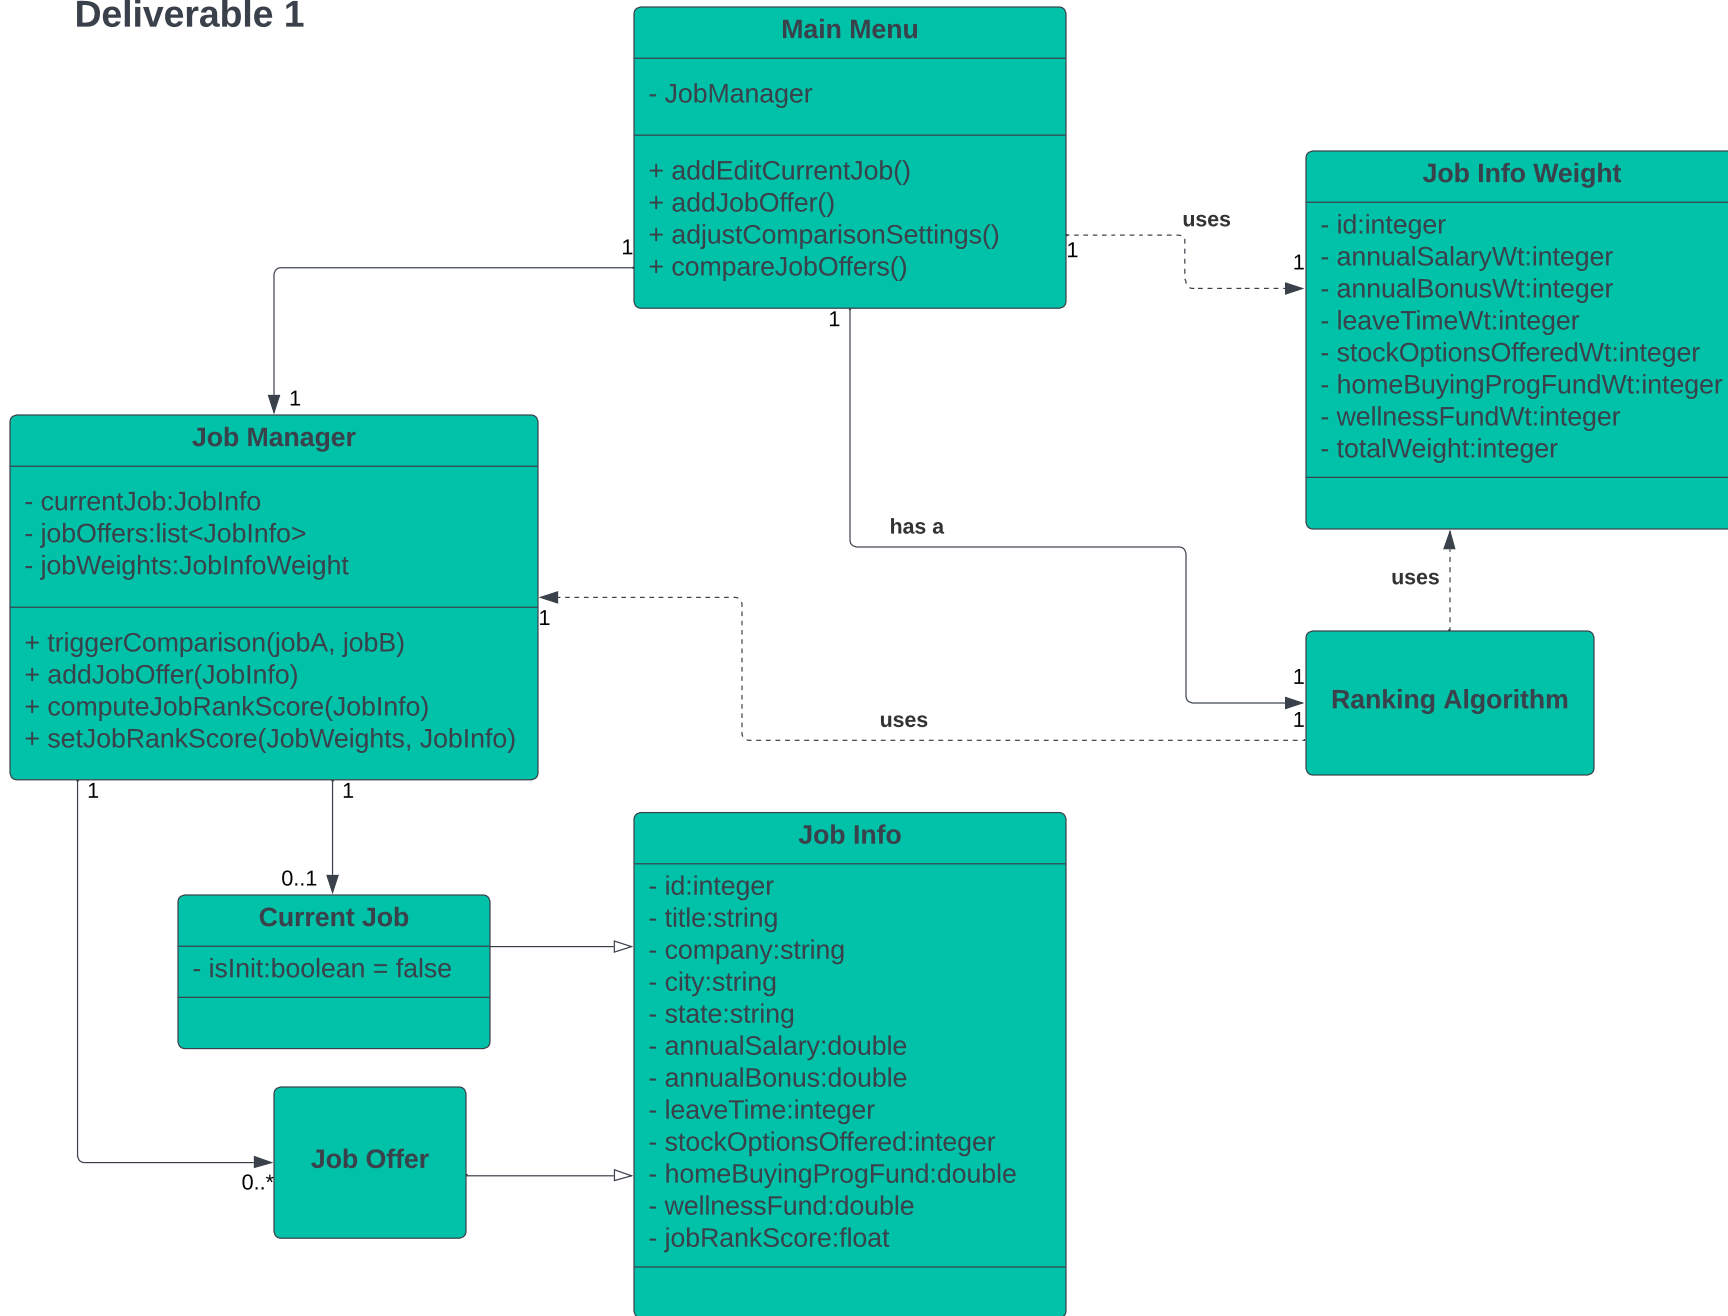 Deliverable 1
Main Menu
- JobManager
+ addEditCurrentJob()
+ addJobOffer()
+ adjustComparisonSettings()
+ compareJobOffers()
1
1
1
uses
1
Job Info Weight
- id:integer
- annualSalaryWt:integer
- annualBonusWt:integer
- leaveTimeWt:integer
- stockOptionsOfferedWt:integer
- homeBuyingProgFundWt:integer
- wellnessFundWt:integer
- totalWeight:integer
1
Job Manager
- currentJob:JobInfo
- jobOffers:list<JobInfo>
- jobWeights:JobInfoWeight
+ triggerComparison(jobA, jobB)
+ addJobOffer(JobInfo)
+ computeJobRankScore(JobInfo)
+ setJobRankScore(JobWeights, JobInfo)
has a
uses
1
uses
1
1
Ranking Algorithm
1
1
0..1
Current Job
- isInit:boolean = false
0..*
Job Offer
Job Info
- id:integer
- title:string
- company:string
- city:string
- state:string
- annualSalary:double
- annualBonus:double
- leaveTime:integer
- stockOptionsOffered:integer
- homeBuyingProgFund:double
- wellnessFund:double
- jobRankScore:float